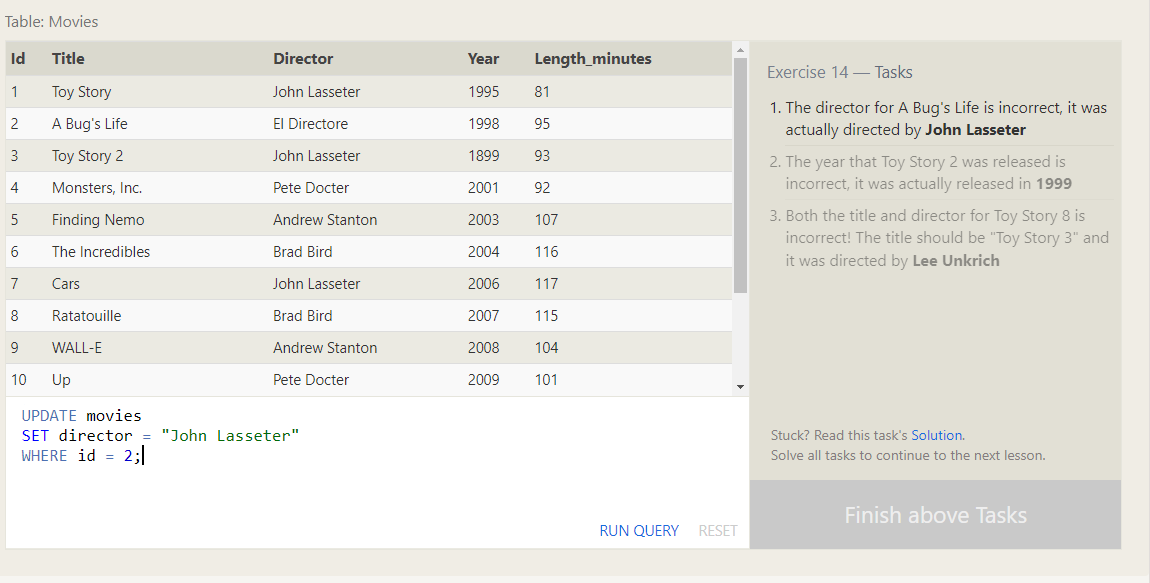 Table: Movies
Id Title Director Year Length_minutes
1 Toy Story John Lasseter 1995 81
2 A Bug's Life El Directore 1998 95
3 Toy Story 2 John Lasseter 1899 93
4 Monsters, Inc. Pete Docter 2001 92
5 Finding Nemo Andrew Stanton 2003 107
6 The Incredibles Brad Bird 2004 116
7 Cars John Lasseter 2006 117
8 Ratatouille Brad Bird 2007 115
9 WALL-E Andrew Stanton 2008 104
10 Up Pete Docter 2009 101
UPDATE movies
SET director = "John Lasseter"
WHERE id = 2;
RUN QUERY RESET
Exercise 14 — Tasks
1. The director for A Bug's Life is incorrect, it was
actually directed by John Lasseter
2. The year that Toy Story 2 was released is
incorrect, it was actually released in 1999
3. Both the title and director for Toy Story 8 is
incorrect! The title should be "Toy Story 3" and
it was directed by Lee Unkrich
Stuck? Read this task's Solution.
Solve all tasks to continue to the next lesson.
Finish above Tasks